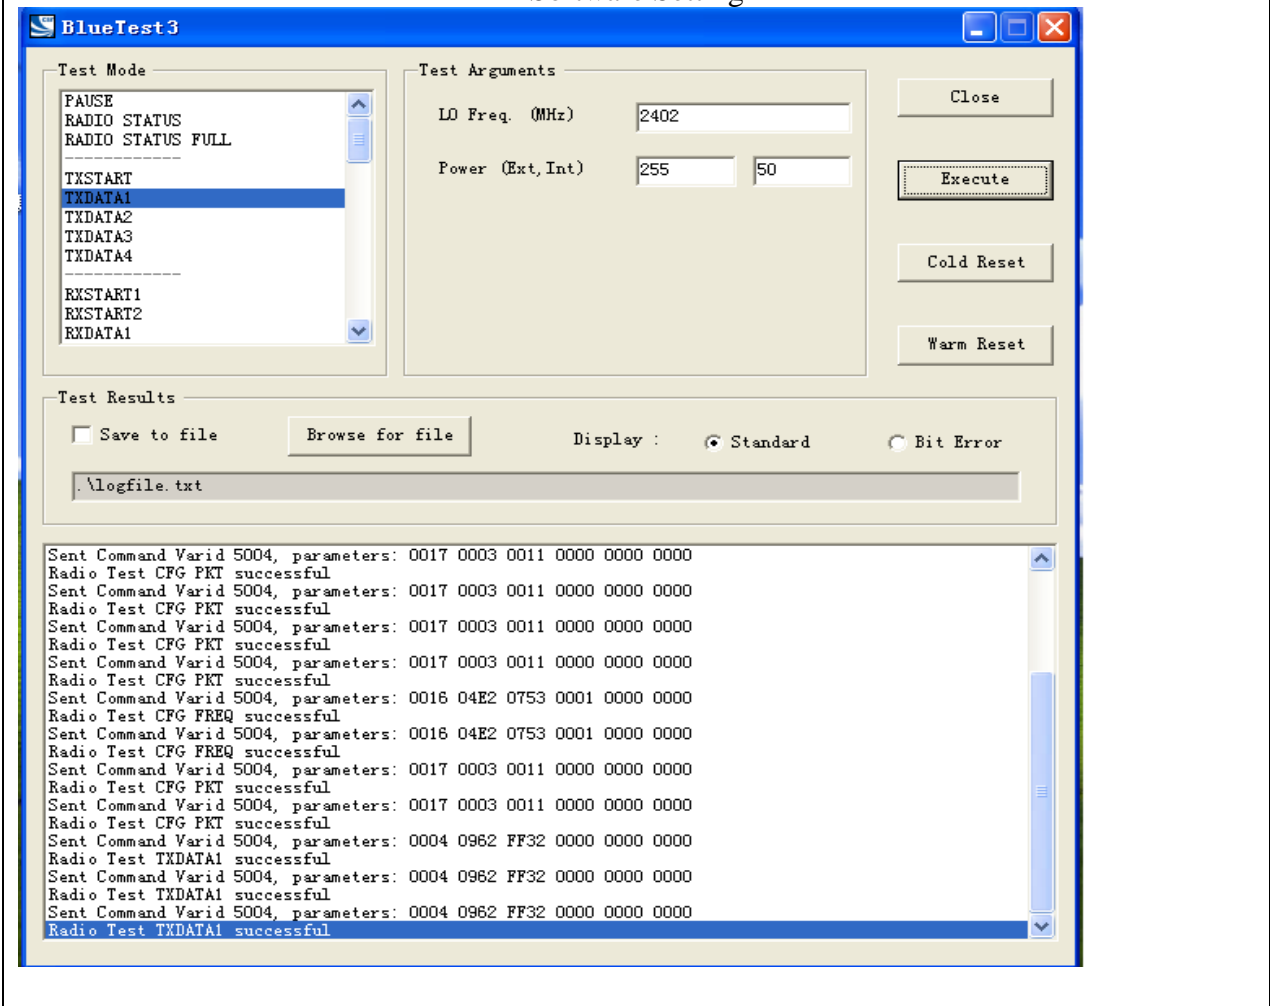 BlueTest3
Test Mode
PAUSE
RADIO STATUS
RADIO STATUS FULL
------------
TXSTART
TXDATA1
TXDATA2
TXDATA3
TXDATA4
------------
RXSTART1
RXSTART2
RXDATA1
Test Arguments
LO Freq. (MHz) 2402
Power (Ext,Int) 255 50
Close
Execute
Cold Reset
Warm Reset
Test Results
Save to file Browse for file Display : Standard Bit Error
.\logfile.txt
Sent Command Varid 5004, parameters: 0017 0003 0011 0000 0000 0000
Radio Test CFG PKT successful
Sent Command Varid 5004, parameters: 0017 0003 0011 0000 0000 0000
Radio Test CFG PKT successful
Sent Command Varid 5004, parameters: 0017 0003 0011 0000 0000 0000
Radio Test CFG PKT successful
Sent Command Varid 5004, parameters: 0017 0003 0011 0000 0000 0000
Radio Test CFG PKT successful
Sent Command Varid 5004, parameters: 0016 04E2 0753 0001 0000 0000
Radio Test CFG FREQ successful
Sent Command Varid 5004, parameters: 0016 04E2 0753 0001 0000 0000
Radio Test CFG FREQ successful
Sent Command Varid 5004, parameters: 0017 0003 0011 0000 0000 0000
Radio Test CFG PKT successful
Sent Command Varid 5004, parameters: 0017 0003 0011 0000 0000 0000
Radio Test CFG PKT successful
Sent Command Varid 5004, parameters: 0004 0962 FF32 0000 0000 0000
Radio Test TXDATA1 successful
Sent Command Varid 5004, parameters: 0004 0962 FF32 0000 0000 0000
Radio Test TXDATA1 successful
Sent Command Varid 5004, parameters: 0004 0962 FF32 0000 0000 0000
Radio Test TXDATA1 successful